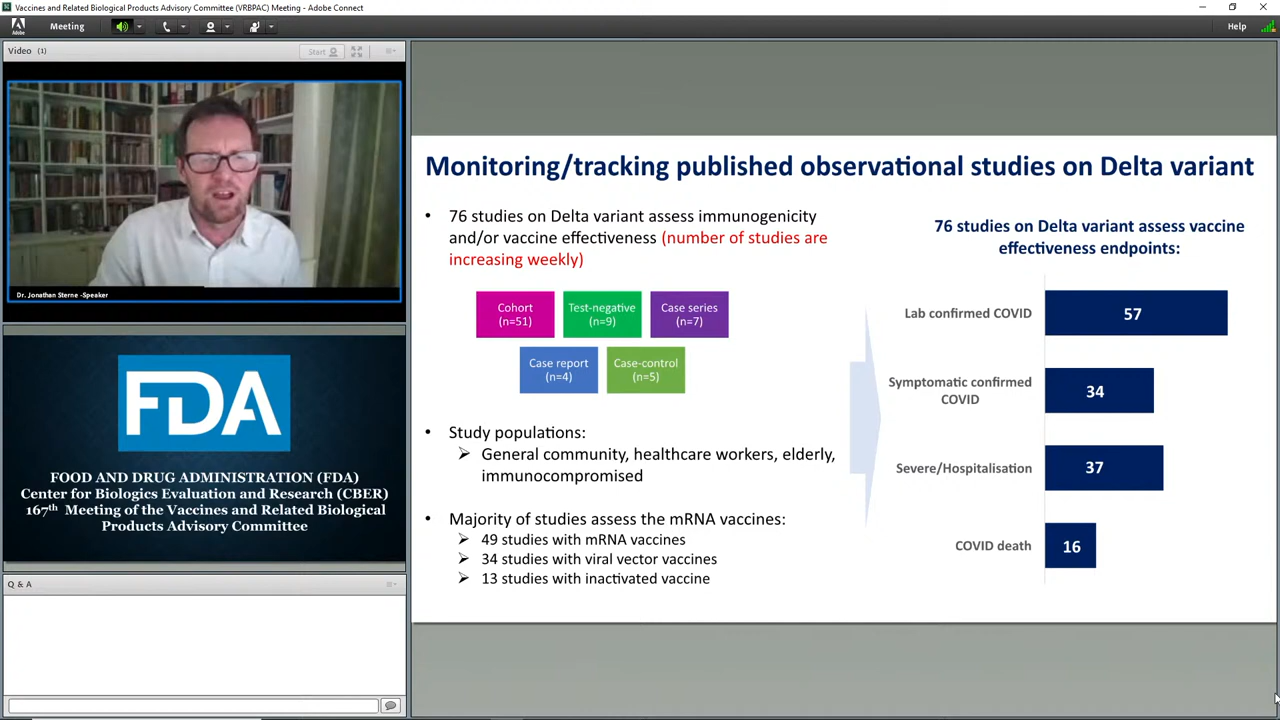 Vaccines and Related Biological Products Advisory Committee (VRBPAC) Meeting - Adobe Connect
Adobe
Meeting
Help
Video (1)
Start
Dr. Jonathan Sterne -Speaker
FDA
FOOD AND DRUG ADMINISTRATION (FDA)
Center for Biologics Evaluation and Research (CBER)
167th Meeting of the Vaccines and Related Biological
Products Advisory Committee
Q & A
Monitoring/tracking published observational studies on Delta variant
• 76 studies on Delta variant assess immunogenicity
and/or vaccine effectiveness (number of studies are
increasing weekly)
Cohort
(n=51)
Test-negative
(n=9)
Case series
(n=7)
Case report
(n=4)
Case-control
(n=5)
• Study populations:
➢ General community, healthcare workers, elderly,
immunocompromised
• Majority of studies assess the mRNA vaccines:
➢ 49 studies with mRNA vaccines
➢ 34 studies with viral vector vaccines
➢ 13 studies with inactivated vaccine
76 studies on Delta variant assess vaccine
effectiveness endpoints:
Lab confirmed COVID
57
Symptomatic confirmed
COVID
34
Severe/Hospitalisation
37
COVID death
16